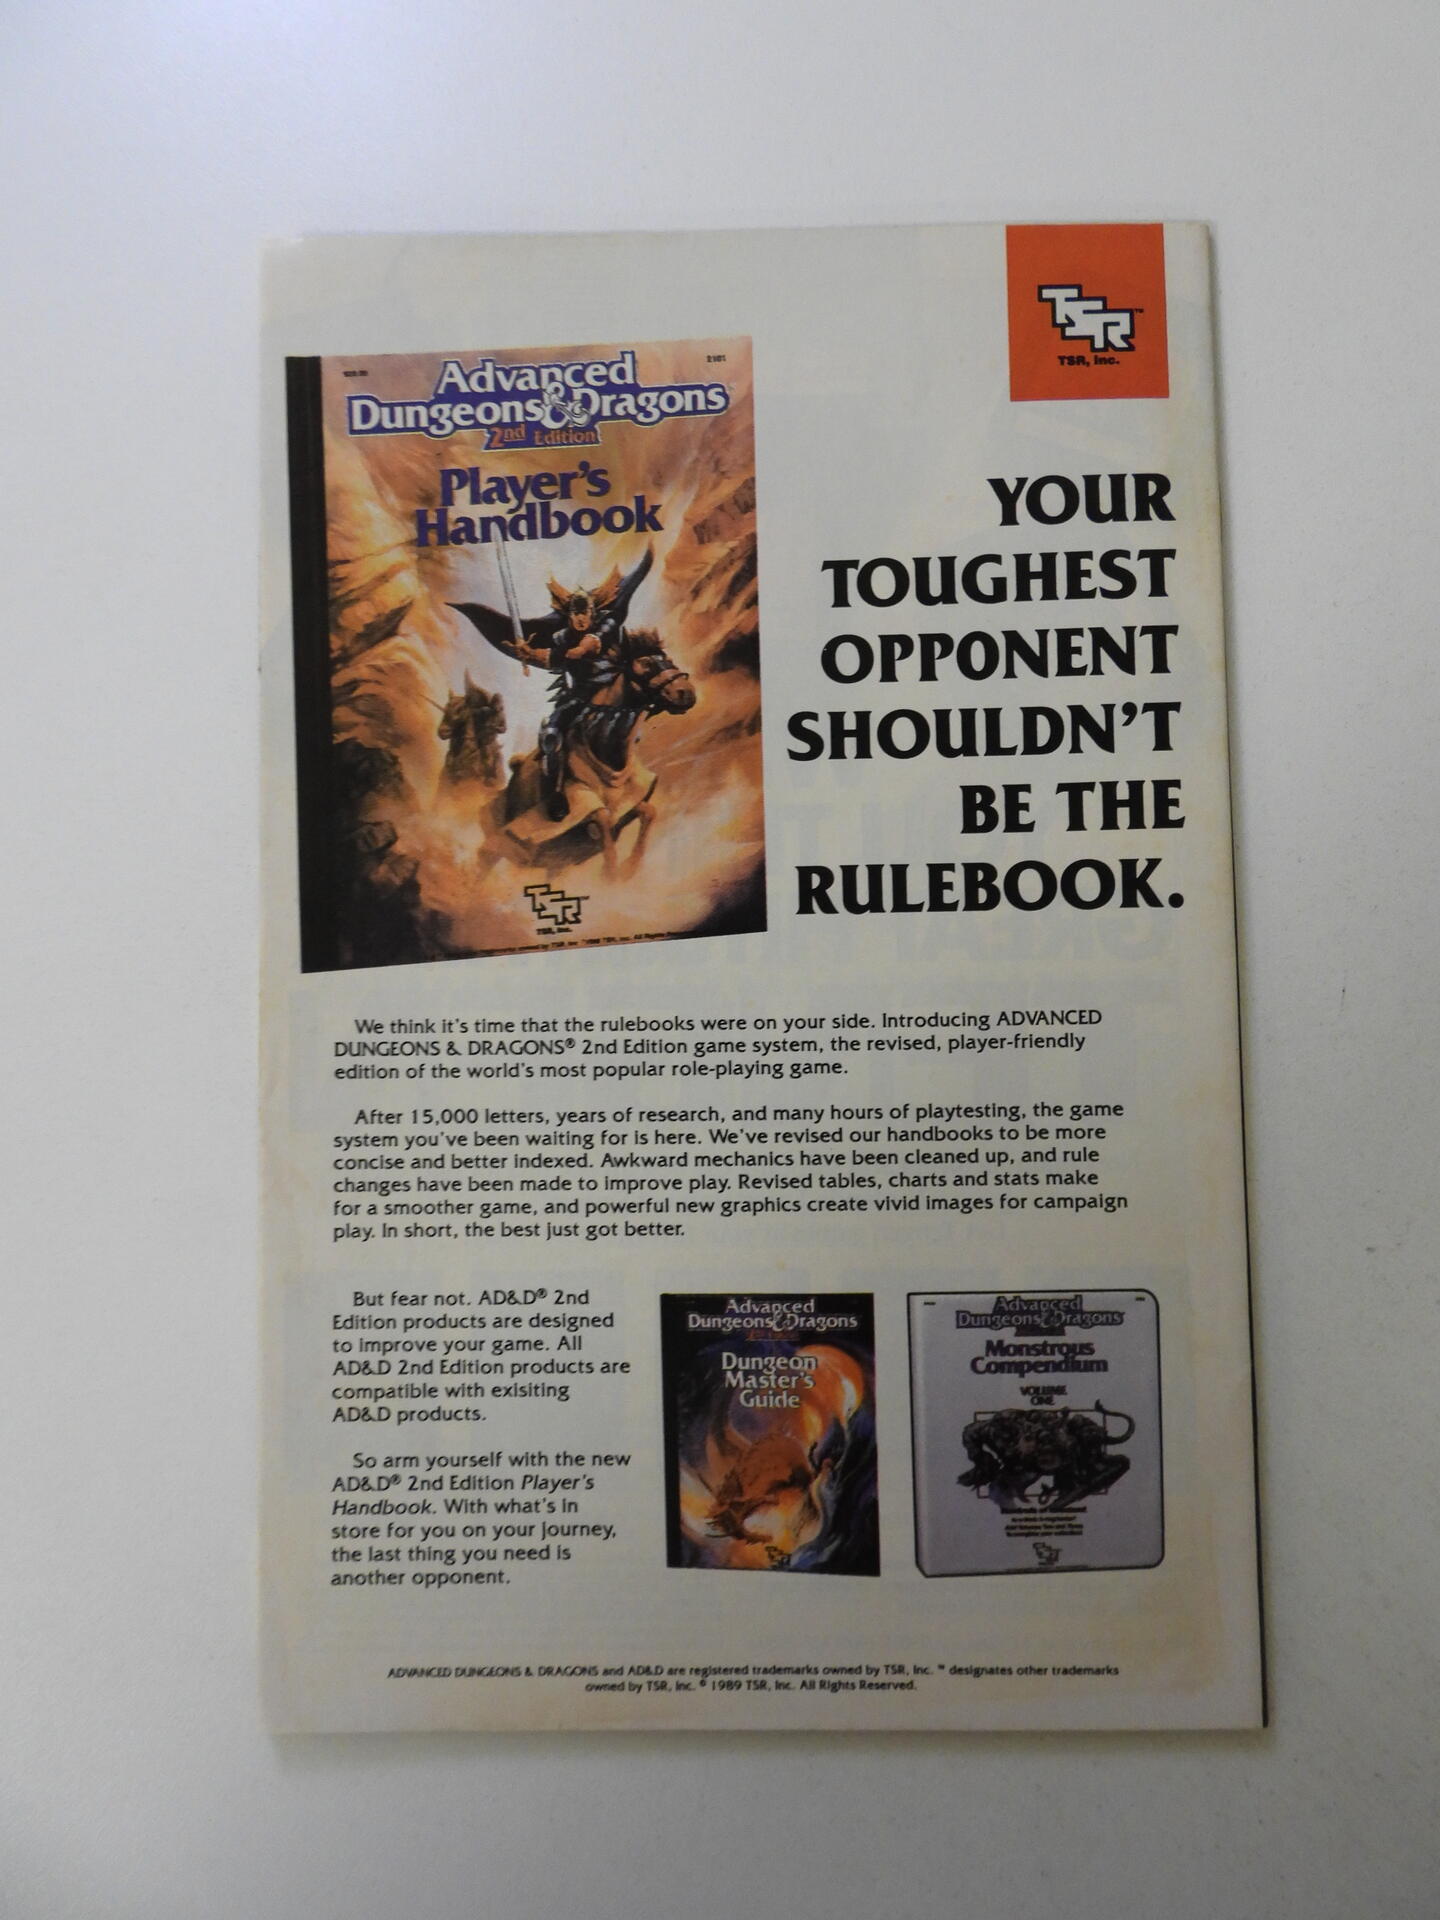 TSR™
TSR, Inc.
Advanced
Dungeons & Dragons
2nd Edition
2101
Player's
Handbook
TSR™
TSR, Inc.
YOUR
TOUGHEST
OPPONENT
SHOULDN'T
BE THE
RULEBOOK.
We think it's time that the rulebooks were on your side. Introducing ADVANCED
DUNGEONS & DRAGONS® 2nd Edition game system, the revised, player-friendly
edition of the world's most popular role-playing game.
After 15,000 letters, years of research, and many hours of playtesting, the game
system you've been waiting for is here. We've revised our handbooks to be more
concise and better indexed. Awkward mechanics have been cleaned up, and rule
changes have been made to improve play. Revised tables, charts and stats make
for a smoother game, and powerful new graphics create vivid images for campaign
play. In short, the best just got better.
But fear not. AD&D® 2nd
Edition products are designed
to improve your game. All
AD&D 2nd Edition products are
compatible with exisiting
AD&D products.
So arm yourself with the new
AD&D® 2nd Edition Player's
Handbook. With what's in
store for you on your journey,
the last thing you need is
another opponent.
Advanced
Dungeons & Dragons
Dungeon
Master's
Guide
TSR
Advanced
Dungeons & Dragons
Monstrous
Compendium
VOLUME
ONE
TSR
ADVANCED DUNGEONS & DRAGONS and AD&D are registered trademarks owned by TSR, Inc. ™ designates other trademarks
owned by TSR, Inc. © 1989 TSR, Inc. All Rights Reserved.